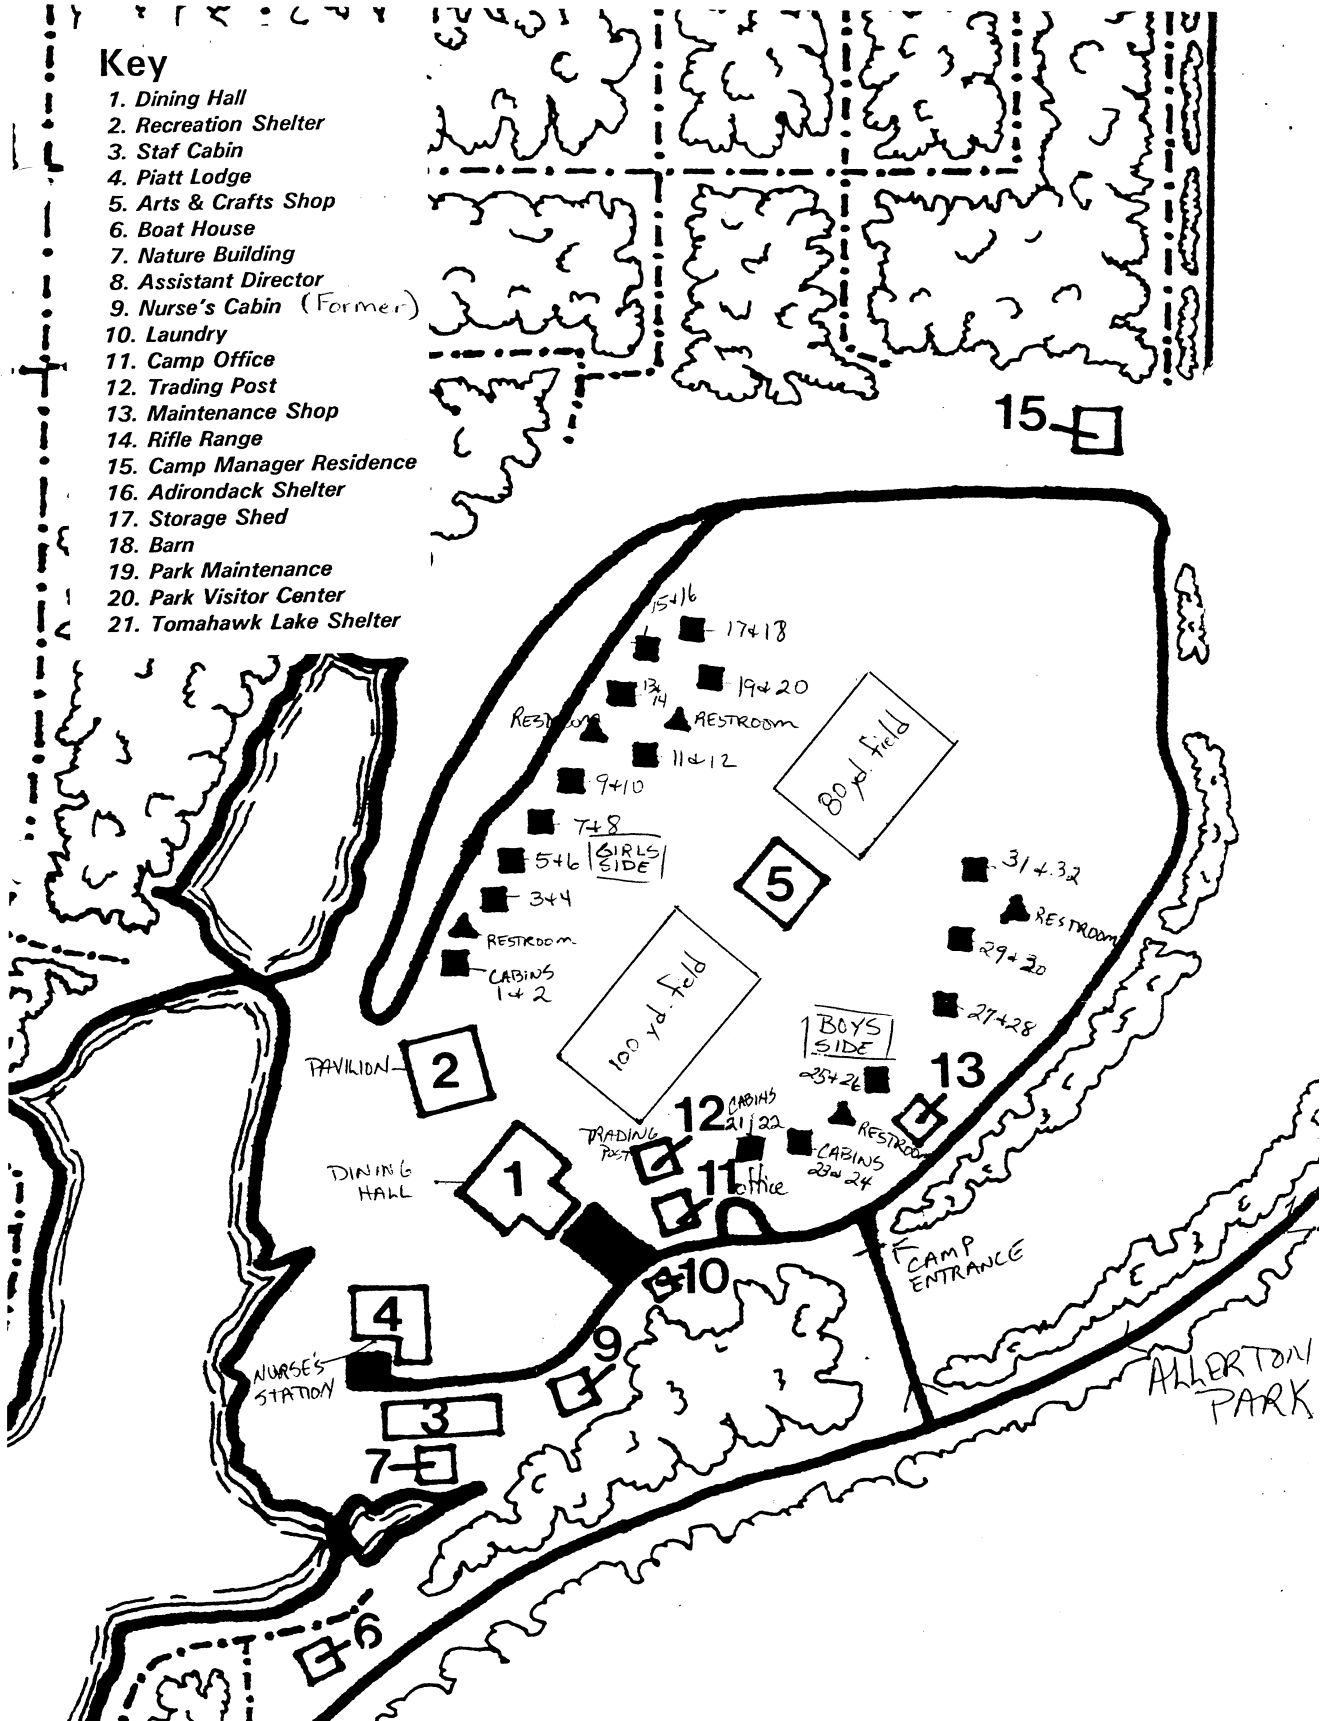 Key
1. Dining Hall
2. Recreation Shelter
3. Staf Cabin
4. Piatt Lodge
5. Arts & Crafts Shop
6. Boat House
7. Nature Building
8. Assistant Director
9. Nurse's Cabin (Former)
10. Laundry
11. Camp Office
12. Trading Post
13. Maintenance Shop
14. Rifle Range
15. Camp Manager Residence
16. Adirondack Shelter
17. Storage Shed
18. Barn
19. Park Maintenance
20. Park Visitor Center
21. Tomahawk Lake Shelter
15
15+16
17+18
19+20
13+
14
RESTROOM
RESTROOM
11+12
9+10
7+8
5+6
GIRLS
SIDE
3+4
RESTROOM
CABINS
1+2
80 yd. field
5
100 yd. field
31+32
RESTROOM
29+30
27+28
BOYS
SIDE
25+26
13
RESTROOM
CABINS
23+24
CABINS
21/22
12
TRADING
POST
11
office
PAVILION
2
DINING
HALL
1
10
CAMP
ENTRANCE
4
9
NURSE'S
STATION
3
7
6
ALLERTON
PARK